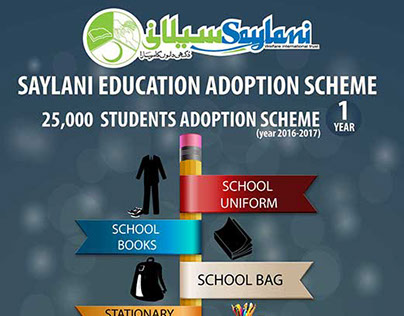 سیلانی Saylani
Welfare International trust
SAYLANI EDUCATION ADOPTION SCHEME
25,000 STUDENTS ADOPTION SCHEME
(year 2016-2017)
1
YEAR
SCHOOL
UNIFORM
SCHOOL
BOOKS
SCHOOL BAG
STATIONARY